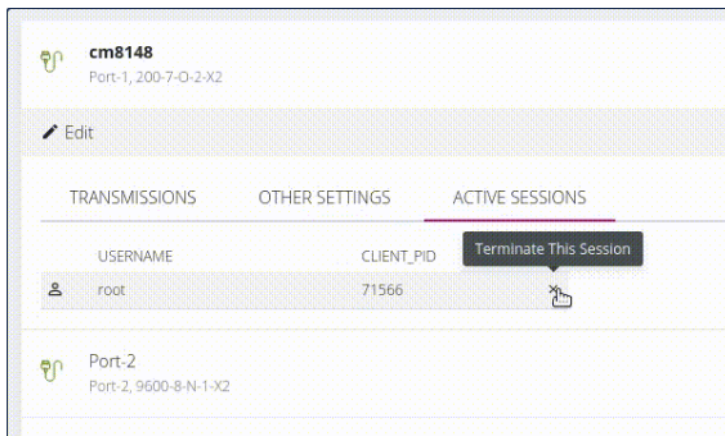 cm8148
Port-1, 200-7-O-2-X2
Edit
TRANSMISSIONS OTHER SETTINGS ACTIVE SESSIONS
Terminate This Session
USERNAME CLIENT_PID
root 71566
Port-2
Port-2, 9600-8-N-1-X2